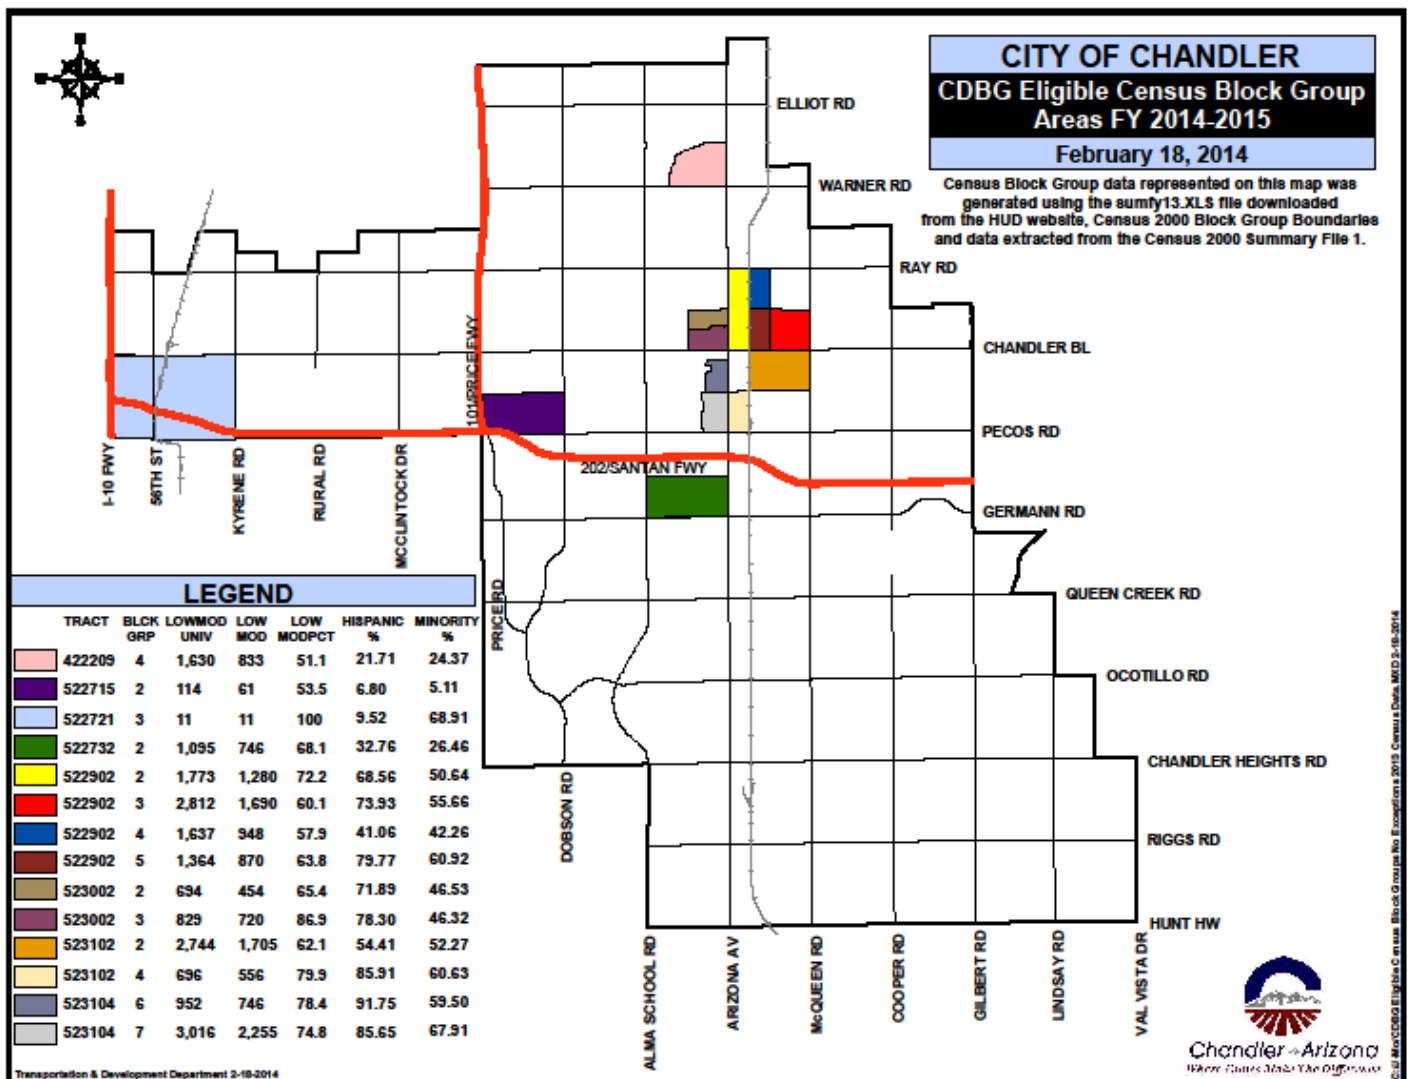 CITY OF CHANDLER
CDBG Eligible Census Block Group
Areas FY 2014-2015
February 18, 2014
Census Block Group data represented on this map was
generated using the sumfy13.XLS file downloaded
from the HUD website, Census 2000 Block Group Boundaries
and data extracted from the Census 2000 Summary File 1.
ELLIOT RD
WARNER RD
RAY RD
CHANDLER BL
PECOS RD
GERMANN RD
QUEEN CREEK RD
OCOTILLO RD
CHANDLER HEIGHTS RD
RIGGS RD
HUNT HW
101/PRICE FWY
202/SANTAN FWY
I-10 FWY
56TH ST
KYRENE RD
RURAL RD
MCCLINTOCK DR
PRICE RD
DOBSON RD
ALMA SCHOOL RD
ARIZONA AV
McQUEEN RD
COOPER RD
GILBERT RD
LINDSAY RD
VAL VISTA DR
LEGEND
TRACT BLCK GRP LOWMOD UNIV LOW MOD LOW MODPCT HISPANIC % MINORITY %
422209 4 1,630 833 51.1 21.71 24.37
522715 2 114 61 53.5 6.80 5.11
522721 3 11 11 100 9.52 68.91
522732 2 1,095 746 68.1 32.76 26.46
522902 2 1,773 1,280 72.2 68.56 50.64
522902 3 2,812 1,690 60.1 73.93 55.66
522902 4 1,637 948 57.9 41.06 42.26
522902 5 1,364 870 63.8 79.77 60.92
523002 2 694 454 65.4 71.89 46.53
523002 3 829 720 86.9 78.30 46.32
523102 2 2,744 1,705 62.1 54.41 52.27
523102 4 696 556 79.9 85.91 60.63
523104 6 952 746 78.4 91.75 59.50
523104 7 3,016 2,255 74.8 85.65 67.91
Transportation & Development Department 2-18-2014
Chandler Arizona
Where Values Make The Difference